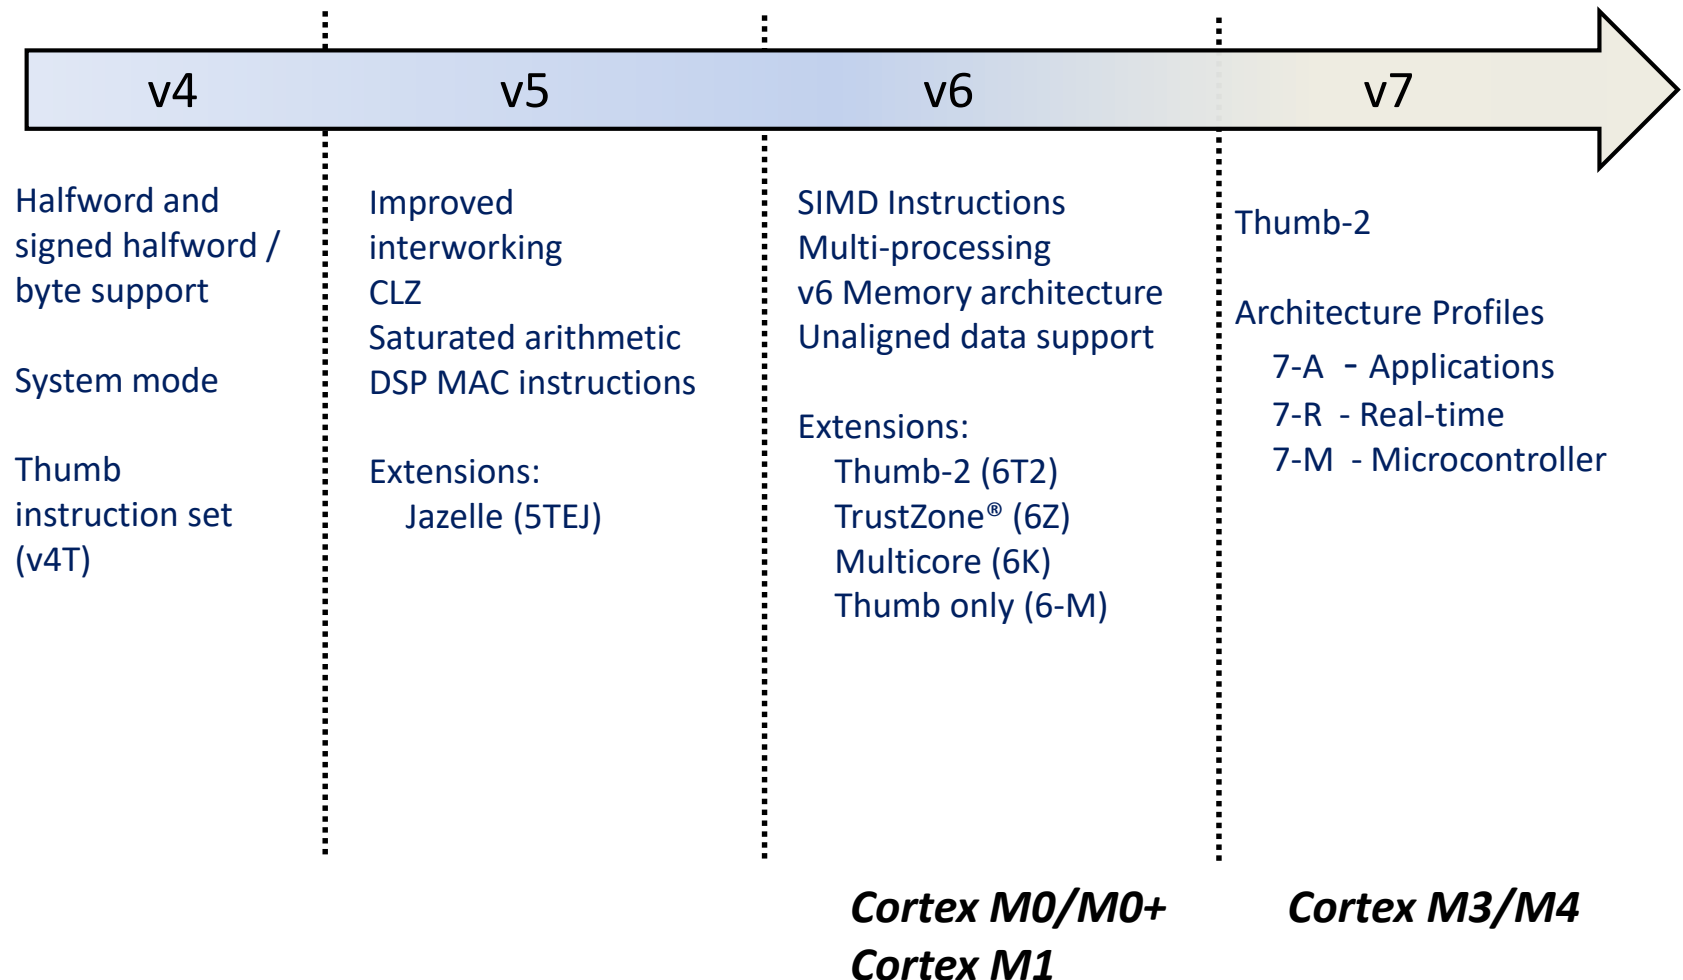 v4
v5
v6
v7
Halfword and
signed halfword /
byte support
System mode
Thumb
instruction set
(v4T)
Improved
interworking
CLZ
Saturated arithmetic
DSP MAC instructions
Extensions:
Jazelle (5TEJ)
SIMD Instructions
Multi-processing
v6 Memory architecture
Unaligned data support
Extensions:
Thumb-2 (6T2)
TrustZone® (6Z)
Multicore (6K)
Thumb only (6-M)
Thumb-2
Architecture Profiles
7-A - Applications
7-R - Real-time
7-M - Microcontroller
Cortex M0/M0+
Cortex M1
Cortex M3/M4